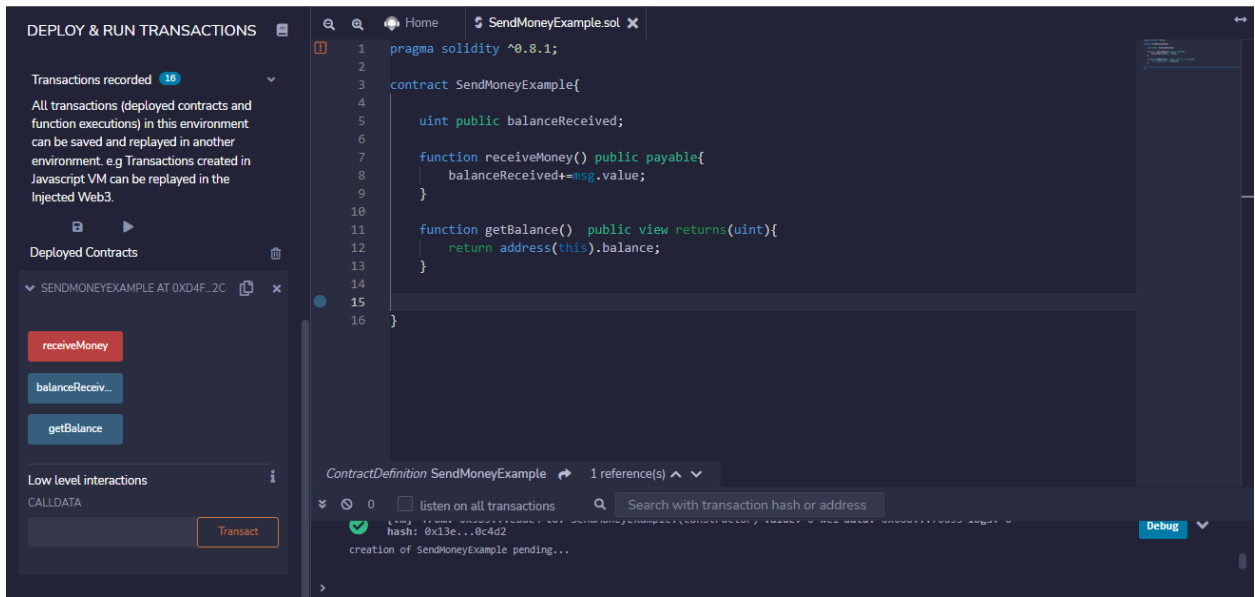 DEPLOY & RUN TRANSACTIONS
Transactions recorded 16
All transactions (deployed contracts and
function executions) in this environment
can be saved and replayed in another
environment. e.g Transactions created in
Javascript VM can be replayed in the
Injected Web3.
Deployed Contracts
SENDMONEYEXAMPLE AT 0XD4F...2C
receiveMoney
balanceReceiv...
getBalance
Low level interactions
i
CALLDATA
Transact
Home
SendMoneyExample.sol
1 pragma solidity ^0.8.1;
2
3 contract SendMoneyExample{
4
5 uint public balanceReceived;
6
7 function receiveMoney() public payable{
8 balanceReceived+=msg.value;
9 }
10
11 function getBalance()  public view returns(uint){
12 return address(this).balance;
13 }
14
15
16 }
ContractDefinition SendMoneyExample 1 reference(s)
0 listen on all transactions Search with transaction hash or address
hash: 0x13e...0c4d2
Debug
creation of SendMoneyExample pending...
>